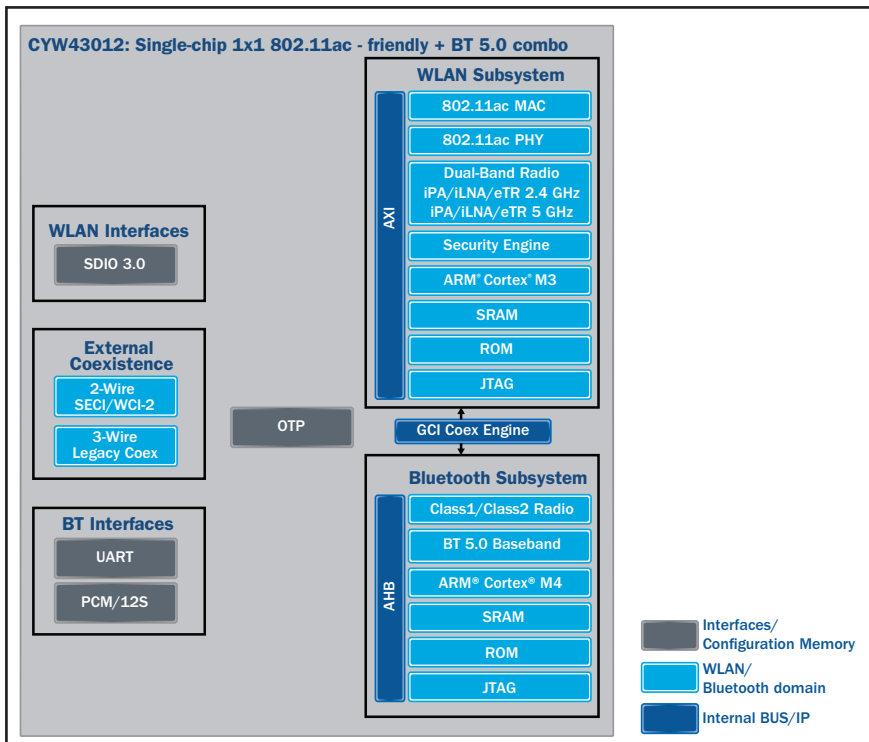 CYW43012: Single-chip 1x1 802.11ac - friendly + BT 5.0 combo
WLAN Subsystem
AXI
802.11ac MAC
802.11ac PHY
Dual-Band Radio
iPA/iLNA/eTR 2.4 GHz
iPA/iLNA/eTR 5 GHz
Security Engine
ARM® Cortex® M3
SRAM
ROM
JTAG
WLAN Interfaces
SDIO 3.0
External
Coexistence
2-Wire
SECI/WCI-2
3-Wire
Legacy Coex
OTP
GCI Coex Engine
BT Interfaces
UART
PCM/12S
Bluetooth Subsystem
AHB
Class1/Class2 Radio
BT 5.0 Baseband
ARM® Cortex® M4
SRAM
ROM
JTAG
Interfaces/
Configuration Memory
WLAN/
Bluetooth domain
Internal BUS/IP